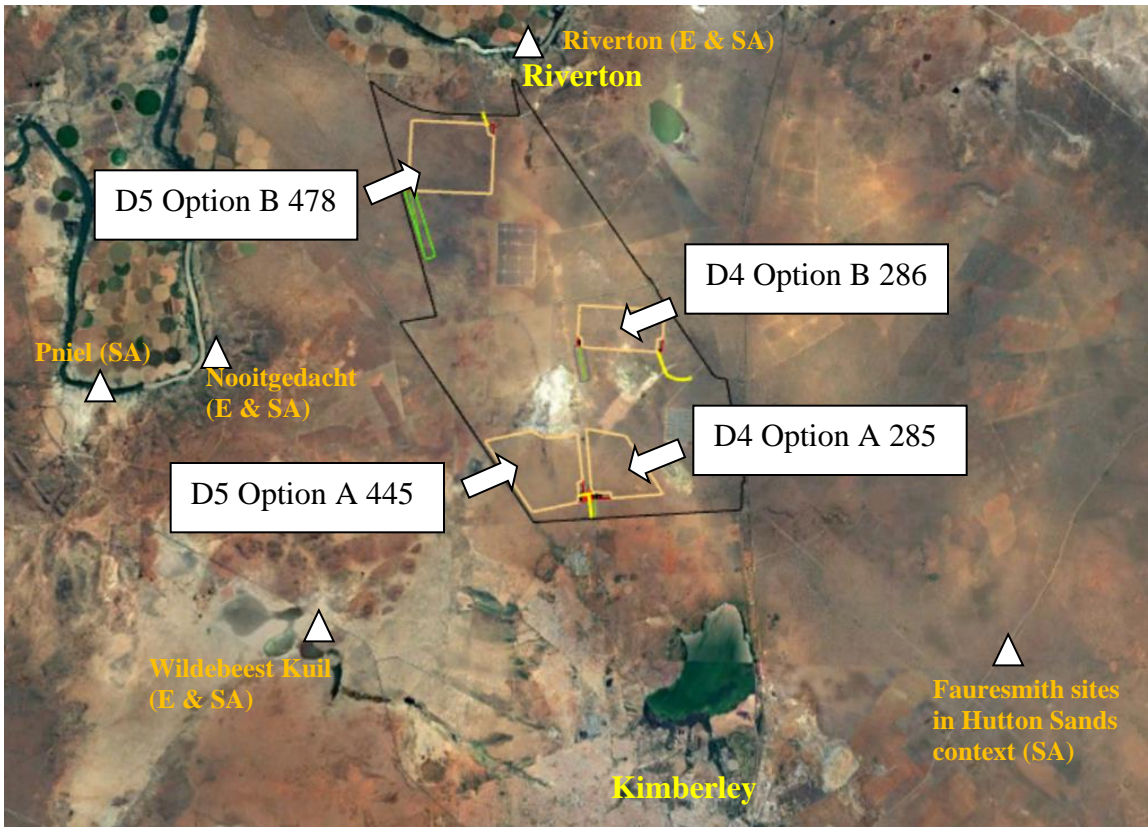 Riverton (E & SA)
Riverton
D5 Option B 478
D4 Option B 286
Pniel (SA)
Nooitgedacht
(E & SA)
D4 Option A 285
D5 Option A 445
Wildebeest Kuil
(E & SA)
Fauresmith sites
in Hutton Sands
context (SA)
Kimberley